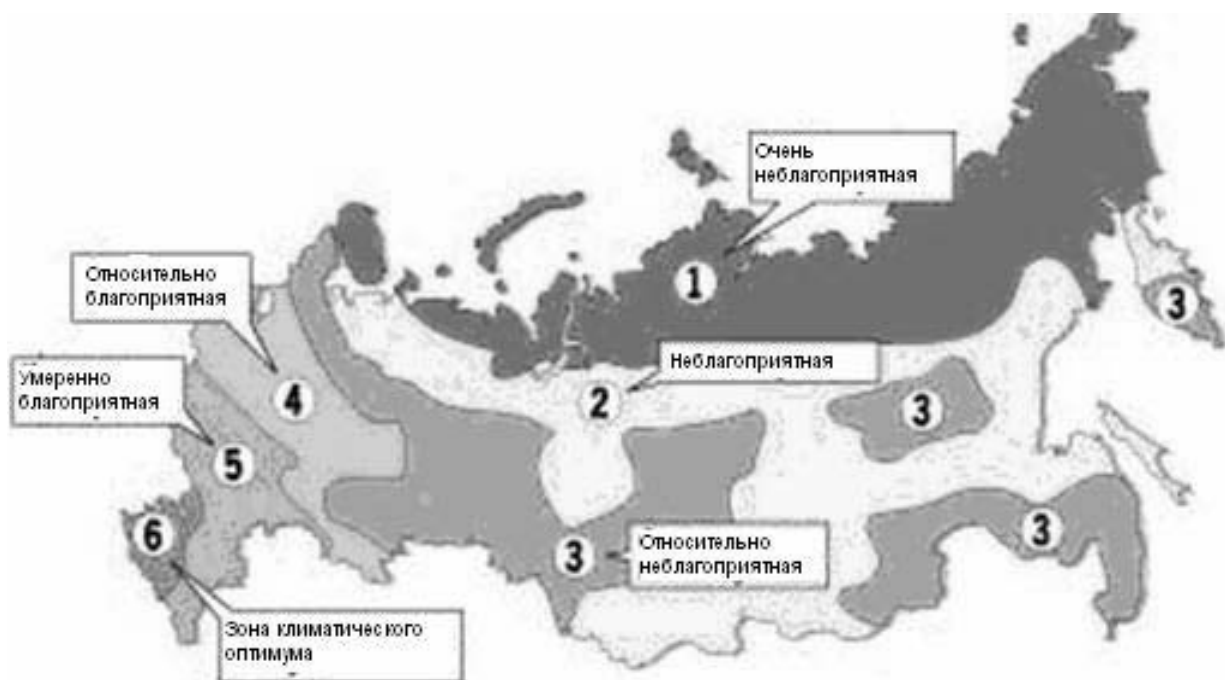 Очень
неблагоприятная
1
3
Относительно
благоприятная
Неблагоприятная
Умеренно
благоприятная
4
2
3
5
6
3
Относительно
неблагоприятная
3
Зона климатического
оптимума